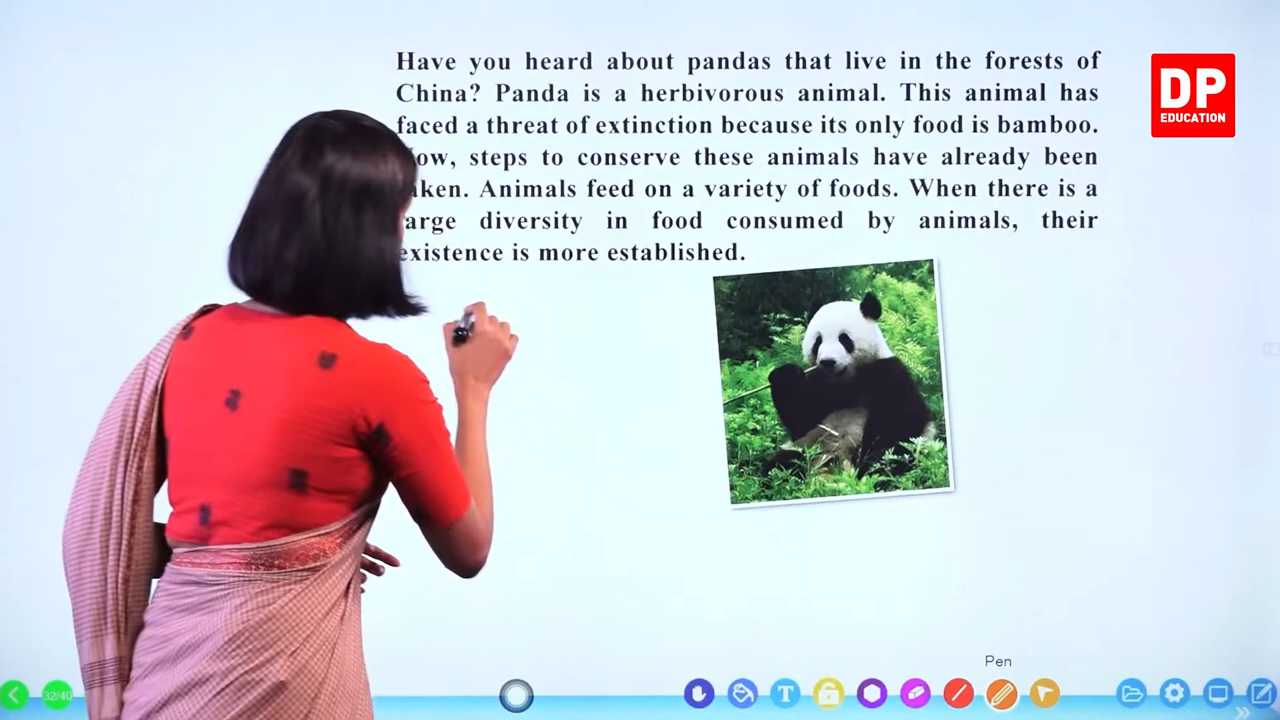 Have you heard about pandas that live in the forests of
China? Panda is a herbivorous animal. This animal has
faced a threat of extinction because its only food is bamboo.
steps to conserve these animals have already been
Animals feed on a variety of foods. When there is a
diversity in food consumed by animals, their
existence is more established.
DP
EDUCATION
Pen
32/40
T